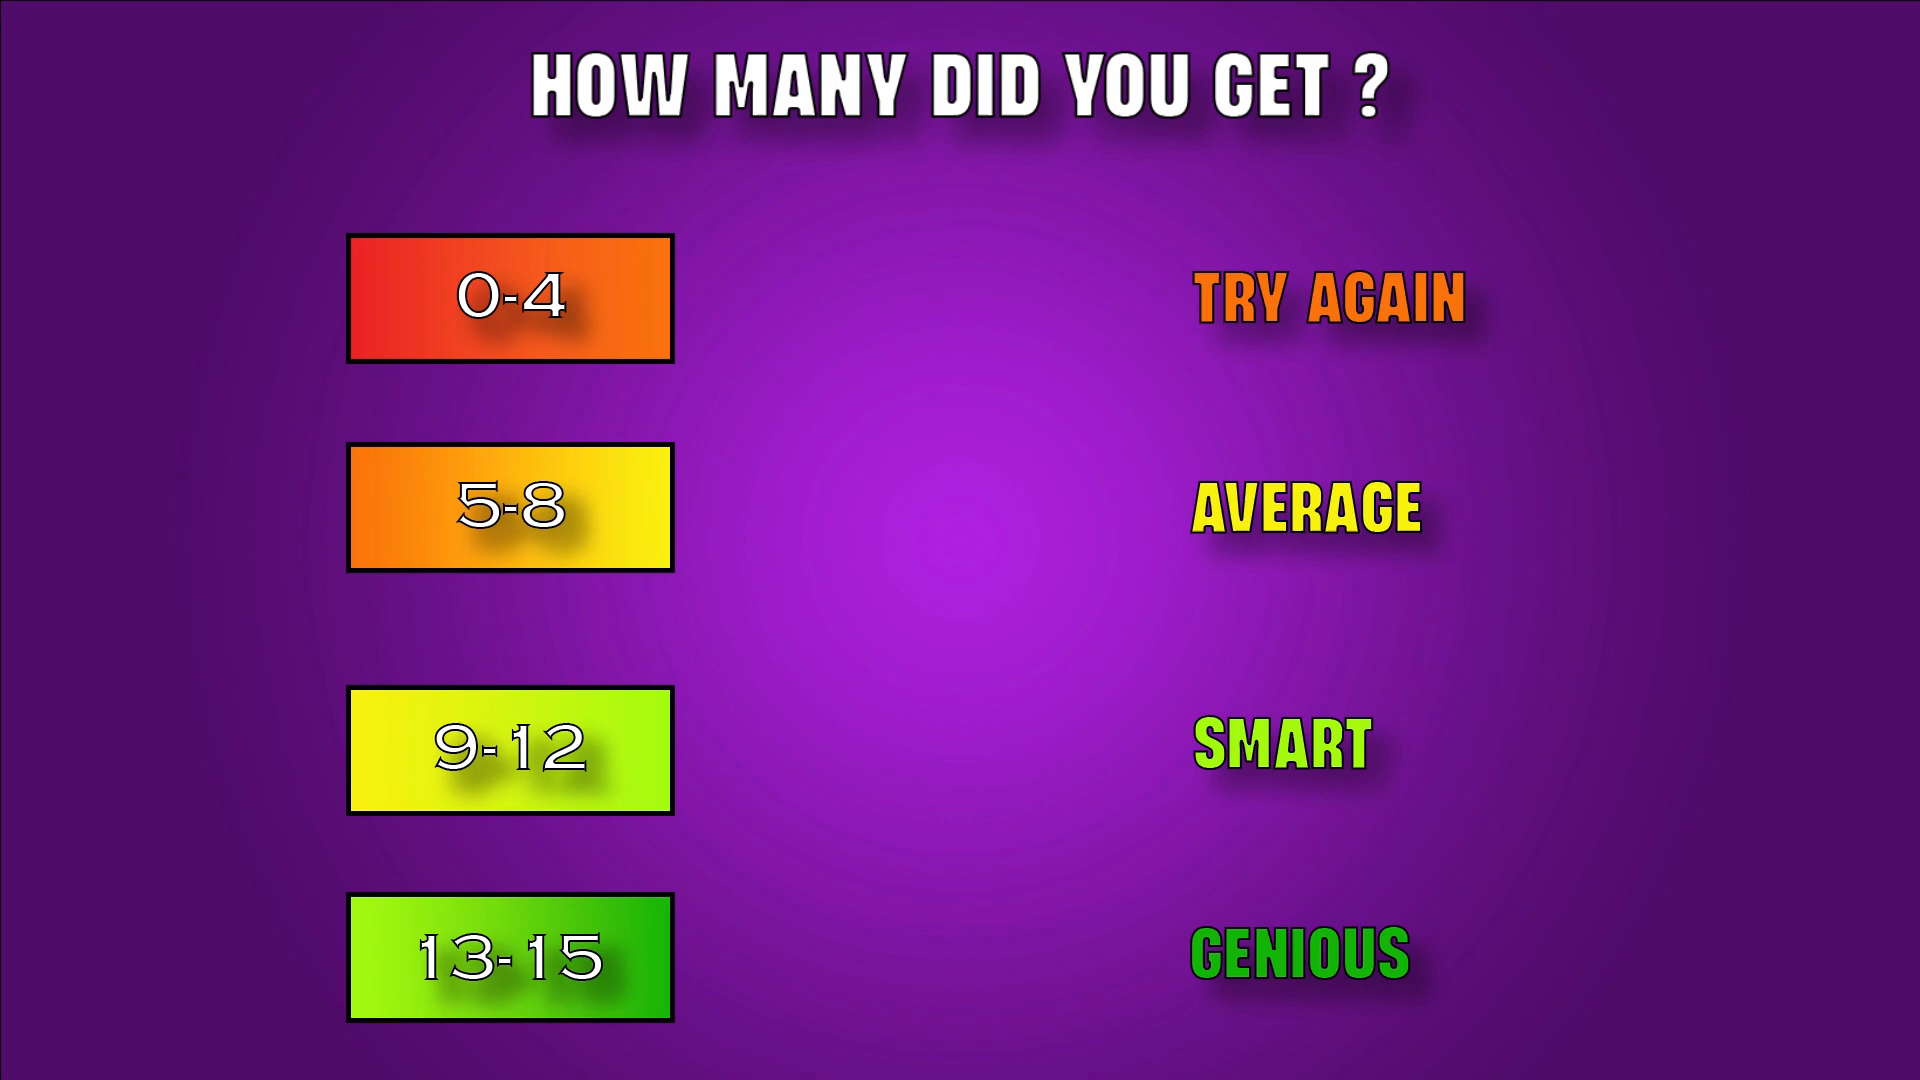 HOW MANY DID YOU GET ?
0-4 TRY AGAIN
5-8 AVERAGE
9-12 SMART
13-15 GENIOUS